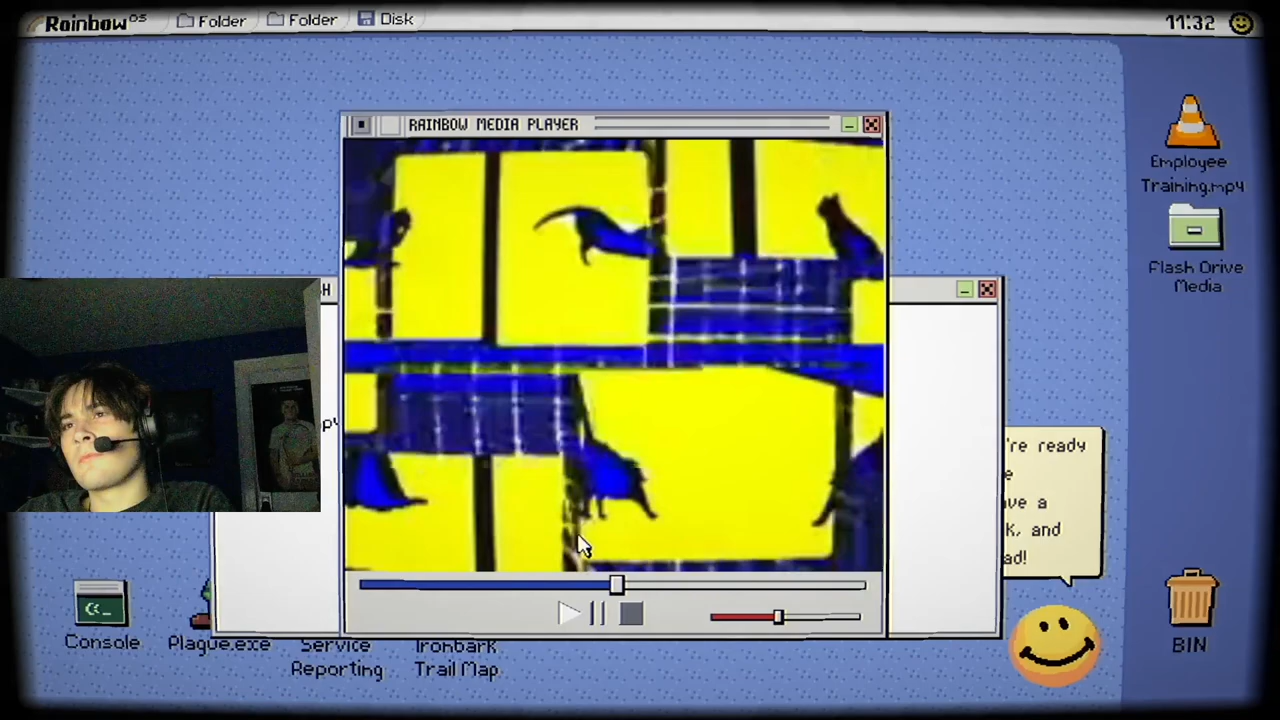 Rainbow OS
Folder
Folder
Disk
11:32
RAINBOW MEDIA PLAYER
Employee
Training.mp4
Flash Drive
Media
H
're ready
e
ve a
k, and
ad!
Console
Plague.exe
Service
Reporting
Ironbark
Trail Map
BIN